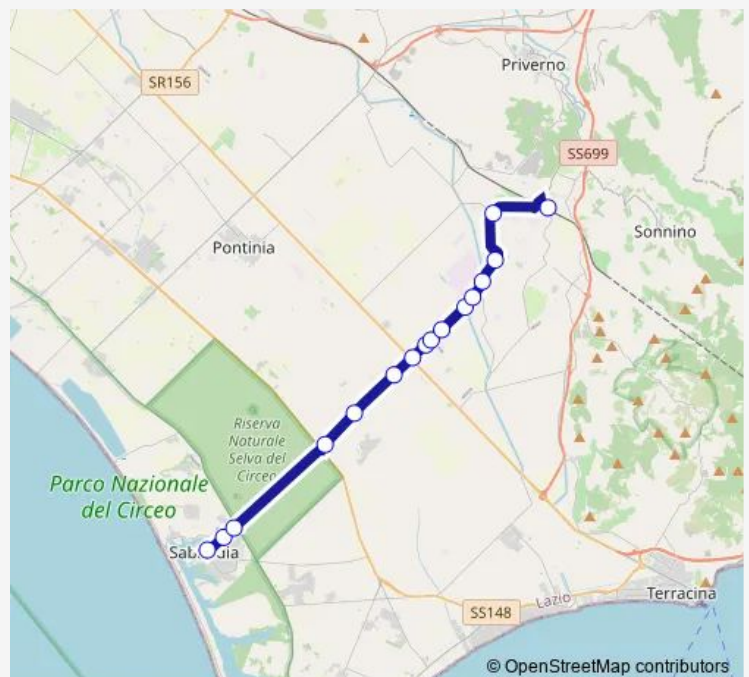 Priverno
SR156
SS699
Sonnino
Pontinia
Riserva
Naturale
Selva del
Circeo
Parco Nazionale
del Circeo
SS148
Lazio
Terracina
© OpenStreetMap contributors